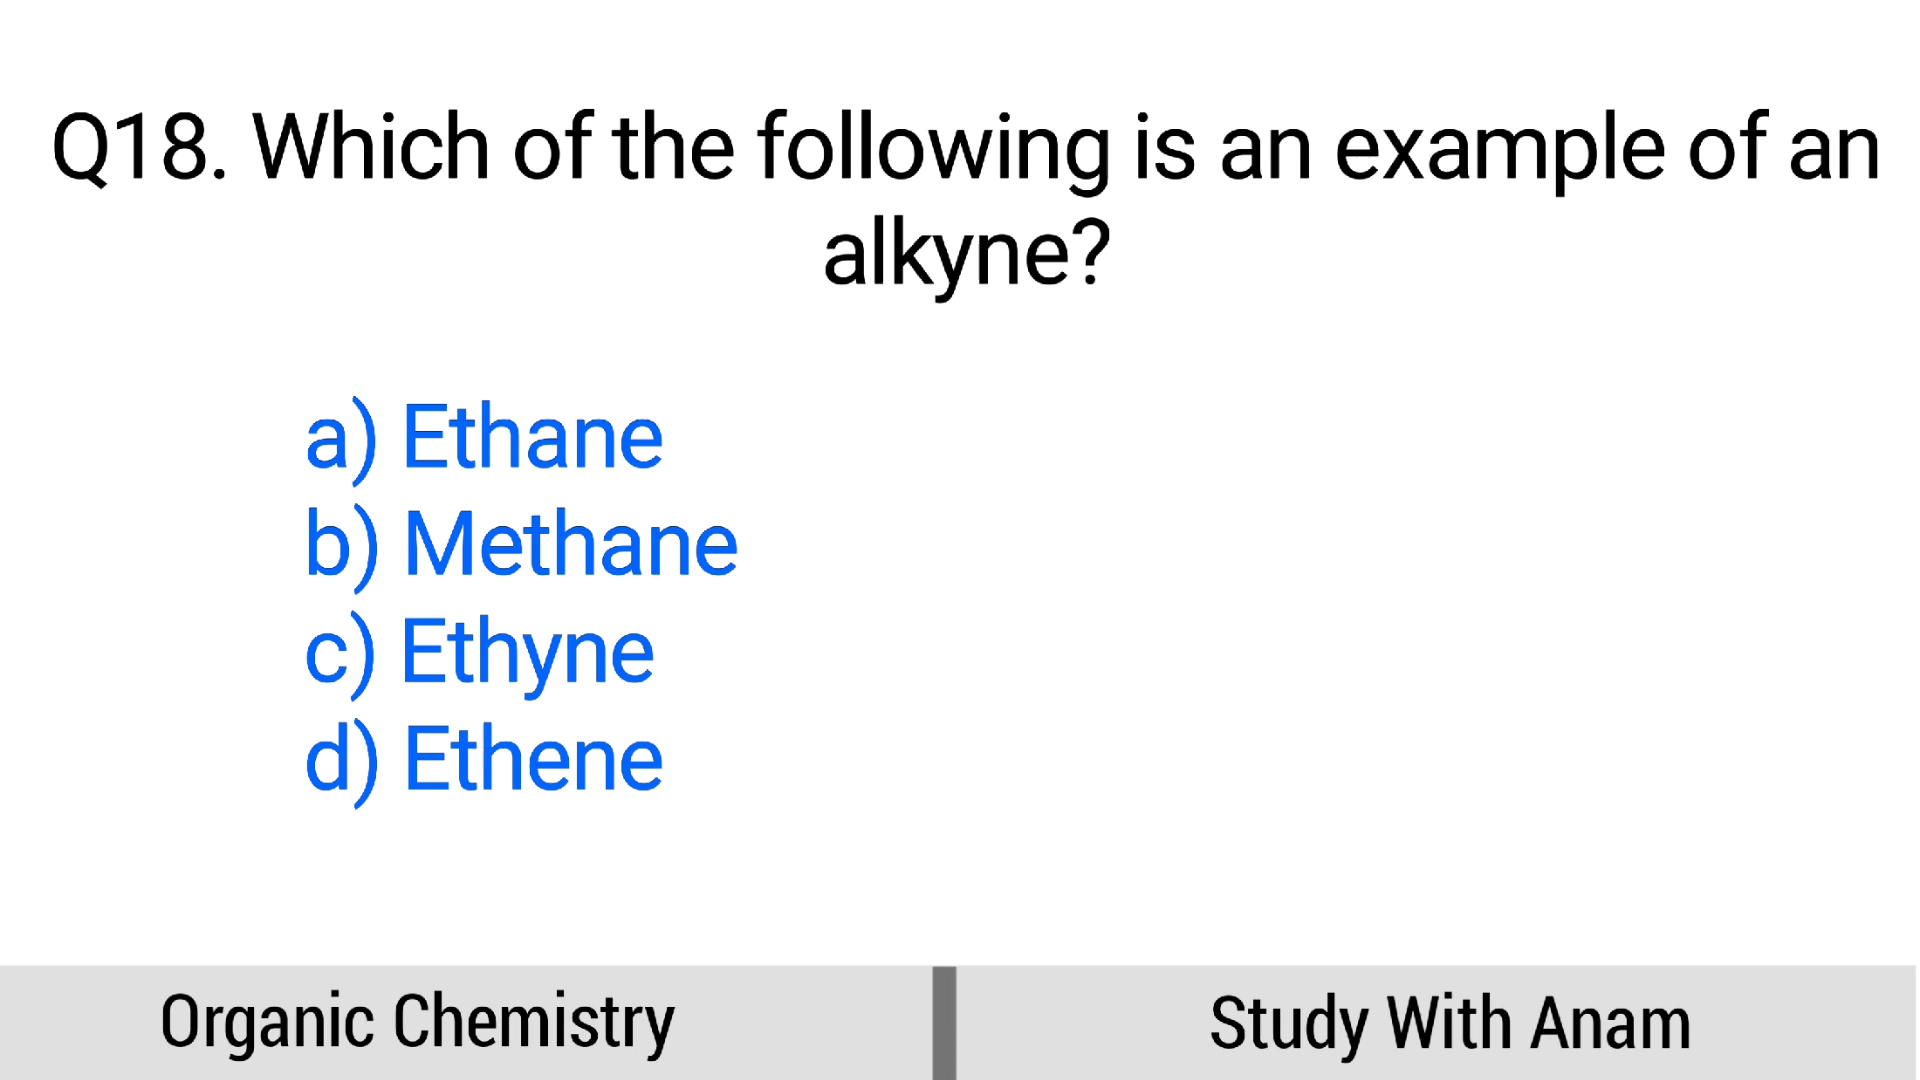 Q18. Which of the following is an example of an
alkyne?
a) Ethane
b) Methane
c) Ethyne
d) Ethene
Organic Chemistry
Study With Anam